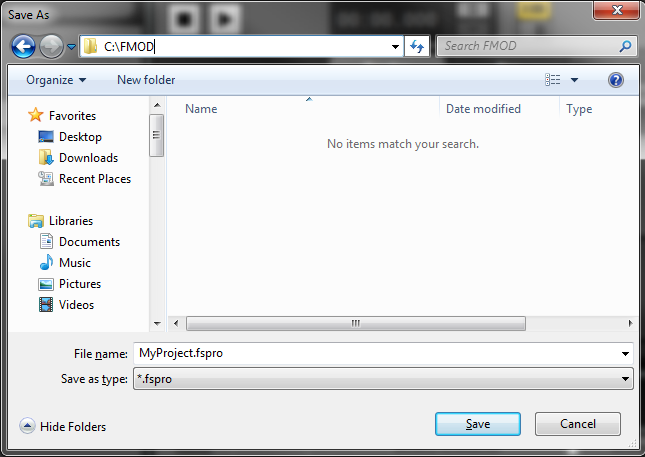 Save As
C:\FMOD
Search FMOD
Organize
New folder
Name
Date modified
Type
Favorites
Desktop
Downloads
Recent Places
No items match your search.
Libraries
Documents
Music
Pictures
Videos
File name:
MyProject.fspro
Save as type:
*.fspro
Hide Folders
Save
Cancel